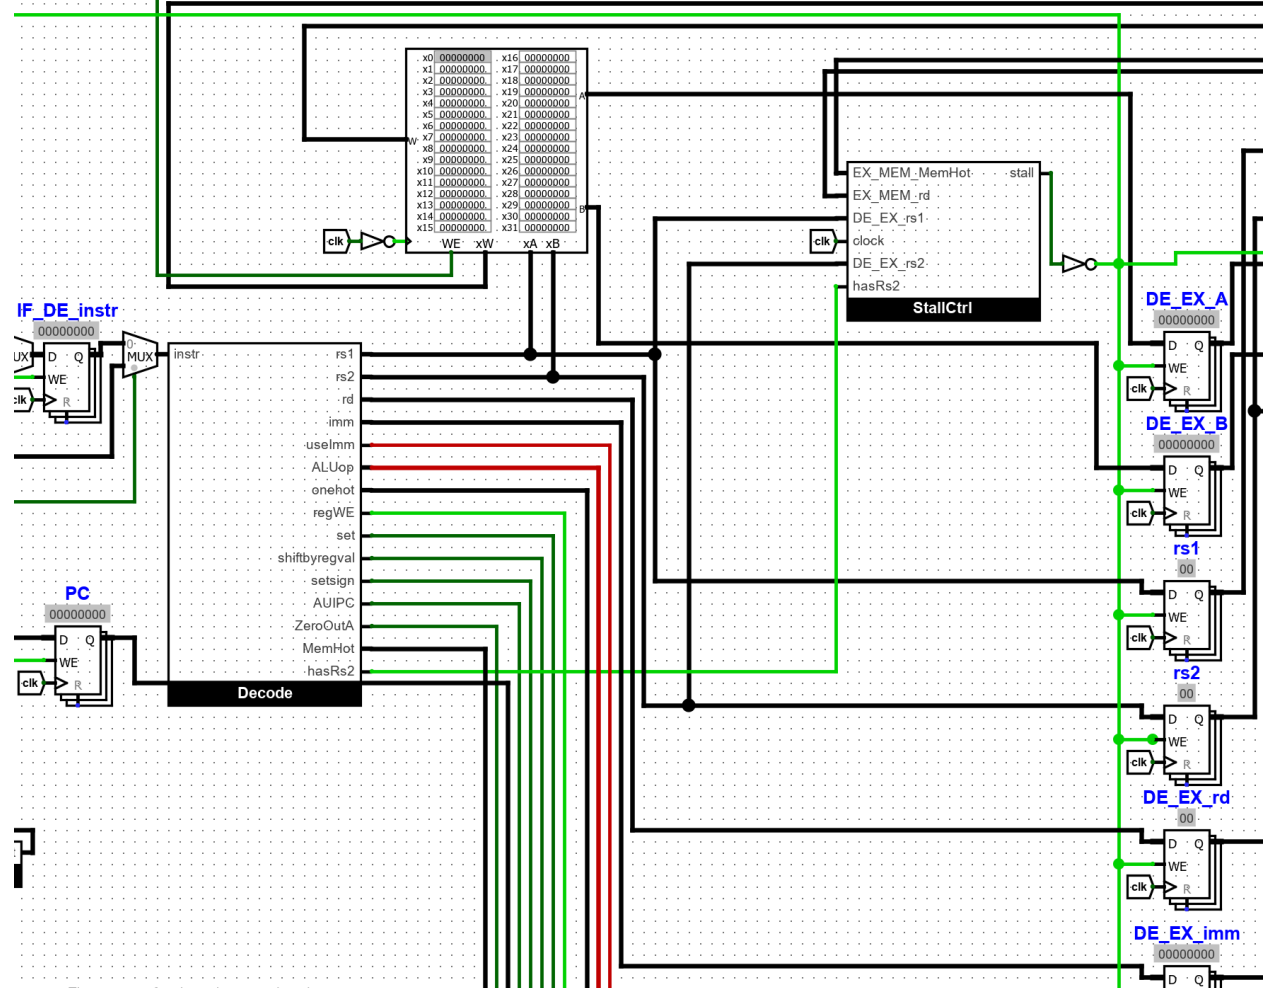 x0 00000000 x16 00000000
x1 00000000 x17 00000000
x2 00000000 x18 00000000
x3 00000000 x19 00000000
x4 00000000 x20 00000000
x5 00000000 x21 00000000
x6 00000000 x22 00000000
x7 00000000 x23 00000000
x8 00000000 x24 00000000
x9 00000000 x25 00000000
x10 00000000 x26 00000000
x11 00000000 x27 00000000
x12 00000000 x28 00000000
x13 00000000 x29 00000000
x14 00000000 x30 00000000
x15 00000000 x31 00000000
A
W
B
clk
WE xW xA xB
EX_MEM_MemHot stall
EX_MEM_rd
DE_EX_rs1
clk clock
DE_EX_rs2
hasRs2
StallCtrl
IF_DE_instr
00000000
UX D Q
WE
clk R
0
MUX
instr rs1
rs2
rd
imm
useImm
ALUop
onehot
regWE
set
shiftbyregval
setsign
AUIPC
ZeroOutA
MemHot
hasRs2
Decode
PC
00000000
D Q
WE
clk R
DE_EX_A
00000000
D Q
WE
clk R
DE_EX_B
00000000
D Q
WE
clk R
rs1
00
D Q
WE
clk R
rs2
00
D Q
WE
clk R
DE_EX_rd
00
D Q
WE
clk R
DE_EX_imm
00000000
D Q